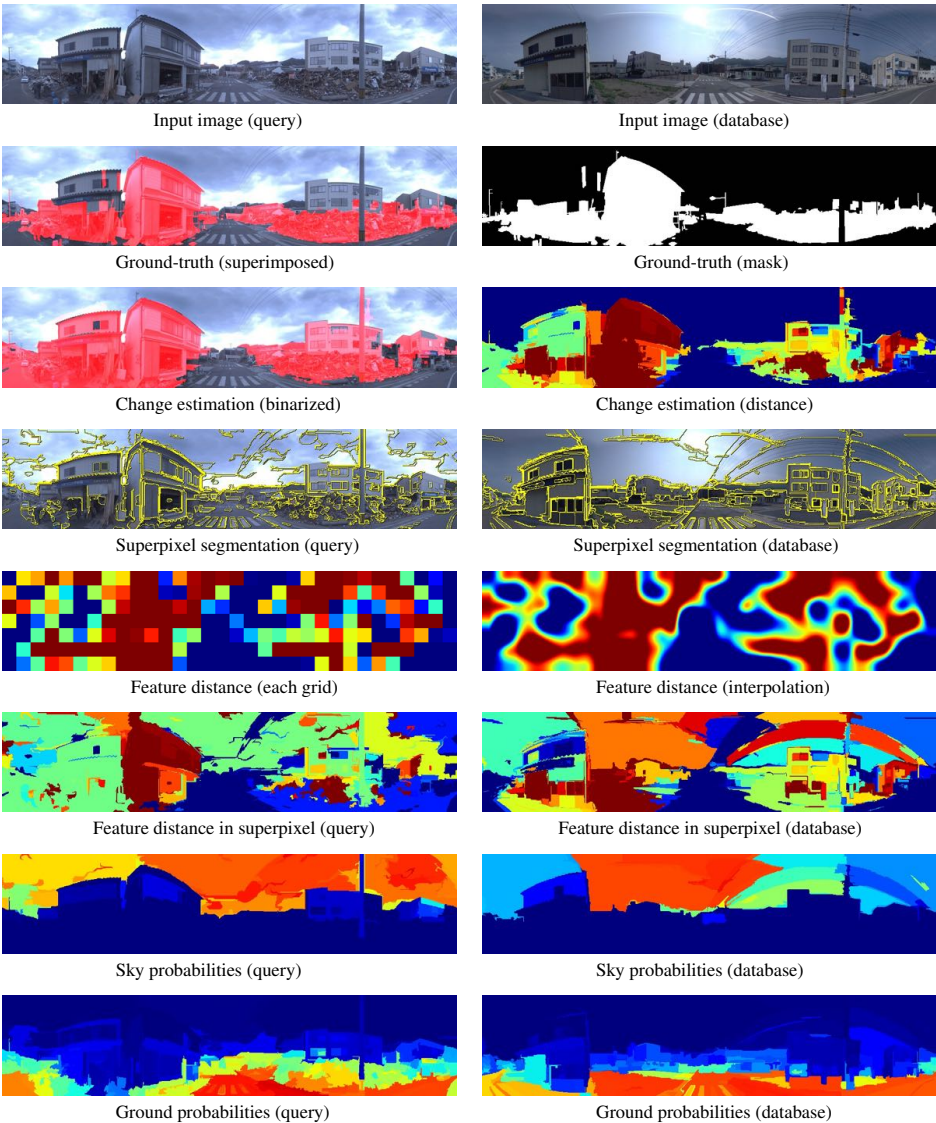 Input image (query)
Input image (database)
Ground-truth (superimposed)
Ground-truth (mask)
Change estimation (binarized)
Change estimation (distance)
Superpixel segmentation (query)
Superpixel segmentation (database)
Feature distance (each grid)
Feature distance (interpolation)
Feature distance in superpixel (query)
Feature distance in superpixel (database)
Sky probabilities (query)
Sky probabilities (database)
Ground probabilities (query)
Ground probabilities (database)